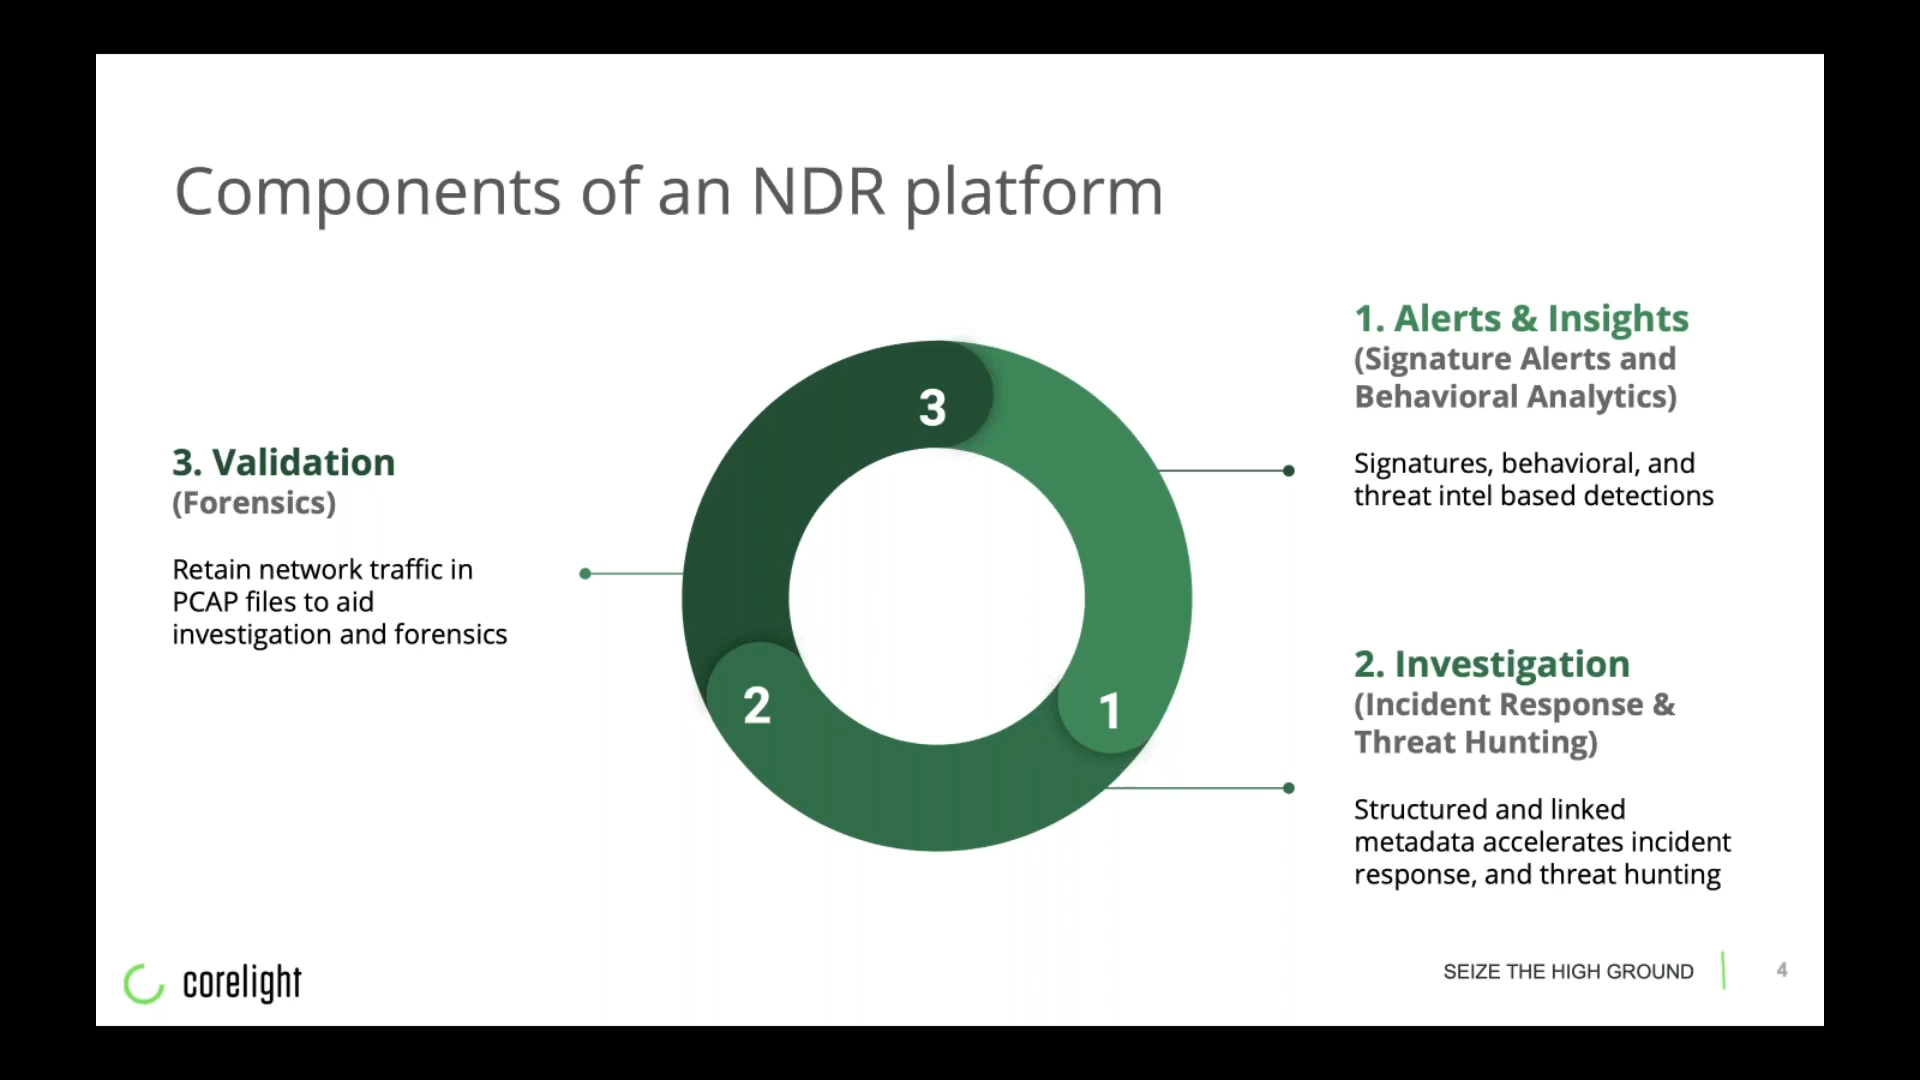 Components of an NDR platform
1. Alerts & Insights
(Signature Alerts and
Behavioral Analytics)
Signatures, behavioral, and
threat intel based detections
2. Investigation
(Incident Response &
Threat Hunting)
Structured and linked
metadata accelerates incident
response, and threat hunting
3. Validation
(Forensics)
Retain network traffic in
PCAP files to aid
investigation and forensics
3
2
1
corelight
SEIZE THE HIGH GROUND
4